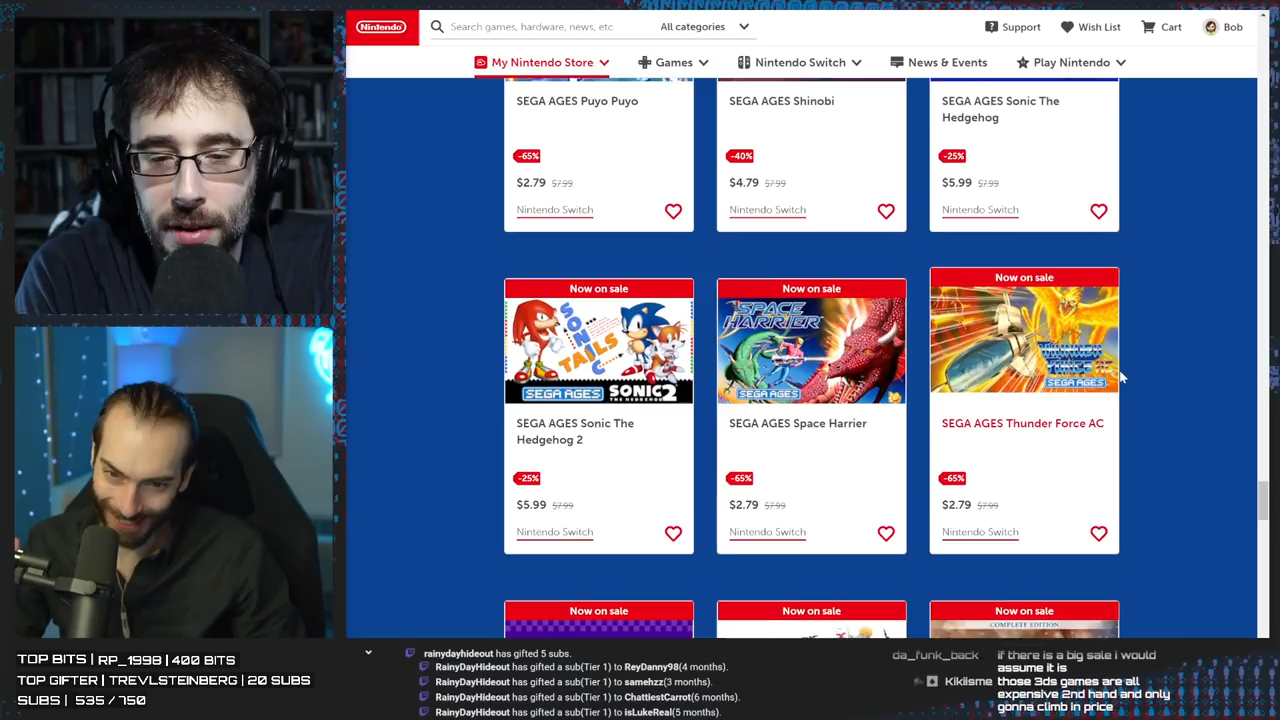 Nintendo
Search games, hardware, news, etc.
All categories
Support
Wish List
Cart
Bob
My Nintendo Store
Games
Nintendo Switch
News & Events
Play Nintendo
SEGA AGES Puyo Puyo
-65%
$2.79 $7.99
Nintendo Switch
SEGA AGES Shinobi
-40%
$4.79 $7.99
Nintendo Switch
SEGA AGES Sonic The
Hedgehog
-25%
$5.99 $7.99
Nintendo Switch
Now on sale
SONIC
TAILS
SEGA AGES SONIC 2
THE HEDGEHOG
SEGA AGES Sonic The
Hedgehog 2
-25%
$5.99 $7.99
Nintendo Switch
Now on sale
SPACE
HARRIER
SEGA AGES
SEGA AGES Space Harrier
-65%
$2.79 $7.99
Nintendo Switch
Now on sale
THUNDER
FORCE AC
SEGA AGES
SEGA AGES Thunder Force AC
-65%
$2.79 $7.99
Nintendo Switch
Now on sale
Now on sale
Now on sale
COMPLETE EDITION
TOP BITS | RP_1998 | 400 BITS
TOP GIFTER | TREVLSTEINBERG | 20 SUBS
SUBS | 535 / 750
rainydayhideout has gifted 5 subs.
RainyDayHideout has gifted a sub(Tier 1) to ReyDanny98(4 months).
RainyDayHideout has gifted a sub(Tier 1) to samehzz(3 months).
RainyDayHideout has gifted a sub(Tier 1) to ChattiestCarrot(6 months).
RainyDayHideout has gifted a sub(Tier 1) to isLukeReal(5 months).
da_funk_back if there is a big sale i would
assume it is
Kikiisme those 3ds games are all
expensive 2nd hand and only
gonna climb in price